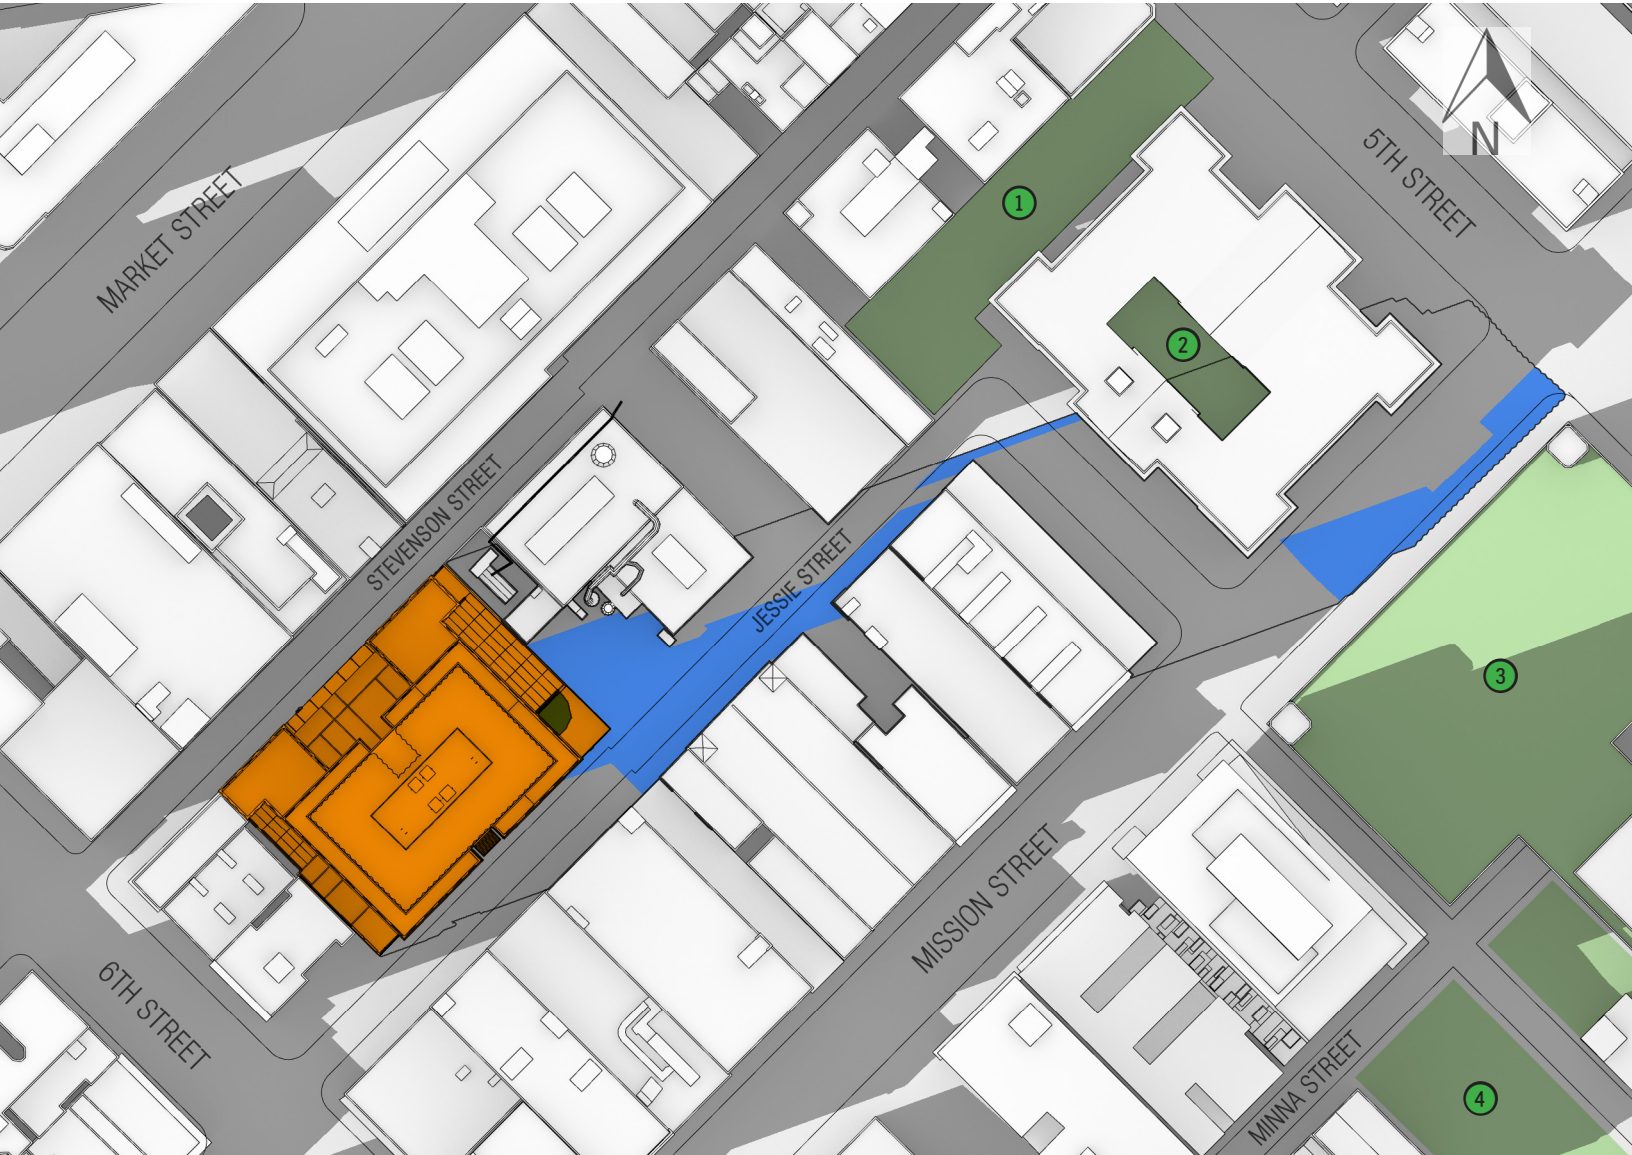 N
5TH STREET
MARKET STREET
1
2
STEVENSON STREET
JESSIE STREET
3
MISSION STREET
6TH STREET
MINNA STREET
4